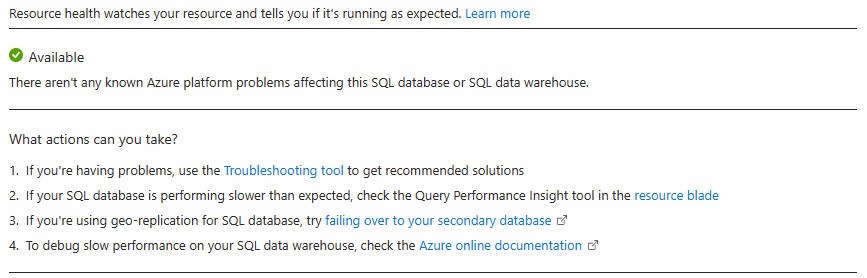 Resource health watches your resource and tells you if it's running as expected. Learn more
Available
There aren't any known Azure platform problems affecting this SQL database or SQL data warehouse.
What actions can you take?
1. If you're having problems, use the Troubleshooting tool to get recommended solutions
2. If your SQL database is performing slower than expected, check the Query Performance Insight tool in the resource blade
3. If you're using geo-replication for SQL database, try failing over to your secondary database
4. To debug slow performance on your SQL data warehouse, check the Azure online documentation